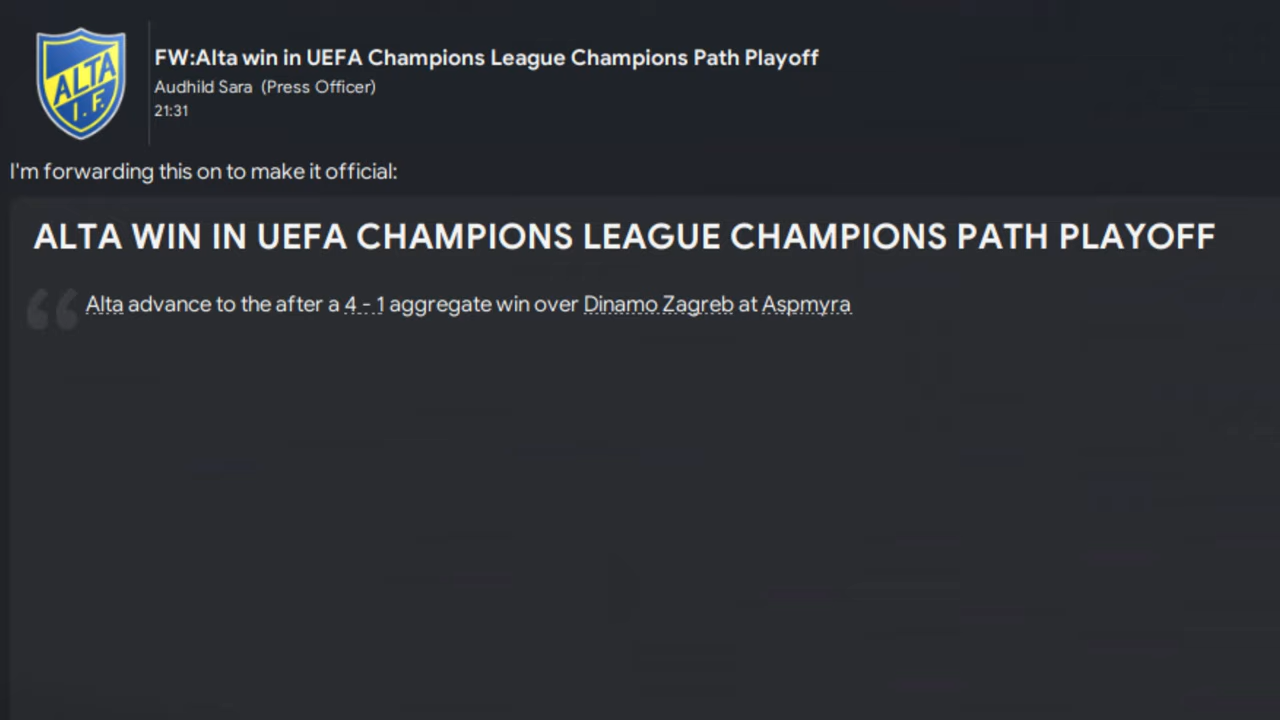 ALTA
I.F.
FW:Alta win in UEFA Champions League Champions Path Playoff
Audhild Sara (Press Officer)
21:31
I'm forwarding this on to make it official:
ALTA WIN IN UEFA CHAMPIONS LEAGUE CHAMPIONS PATH PLAYOFF
Alta advance to the after a 4 - 1 aggregate win over Dinamo Zagreb at Aspmyra